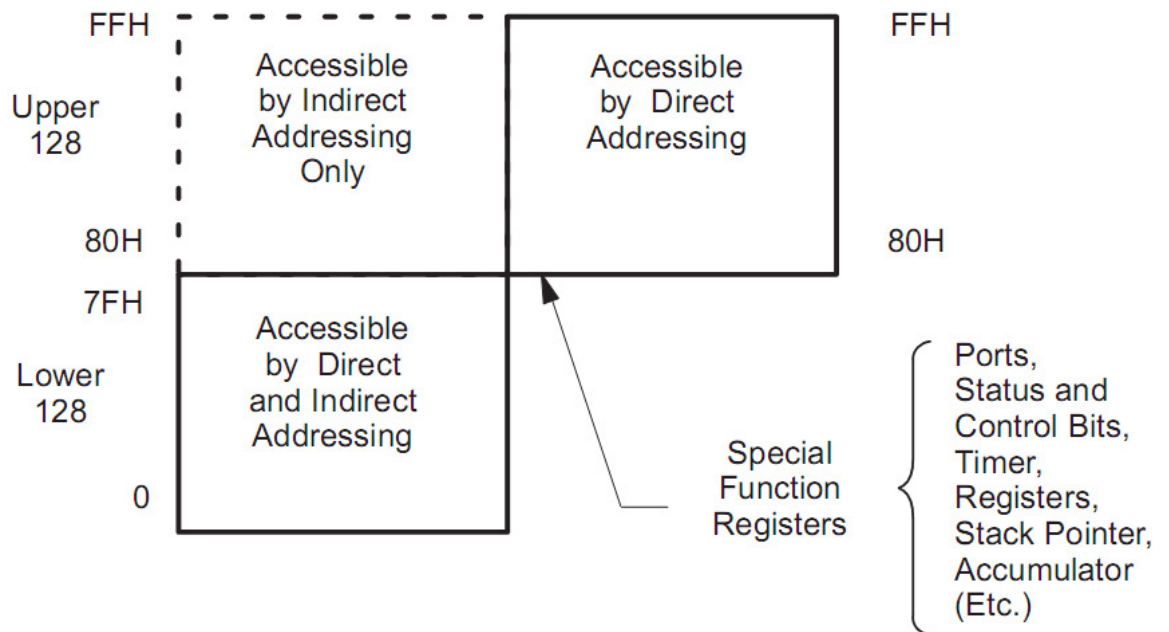 FFH
Upper
128
80H
7FH
Lower
128
0
Accessible
by Indirect
Addressing
Only
Accessible
by Direct
Addressing
FFH
80H
Accessible
by Direct
and Indirect
Addressing
Special
Function
Registers
Ports,
Status and
Control Bits,
Timer,
Registers,
Stack Pointer,
Accumulator
(Etc.)